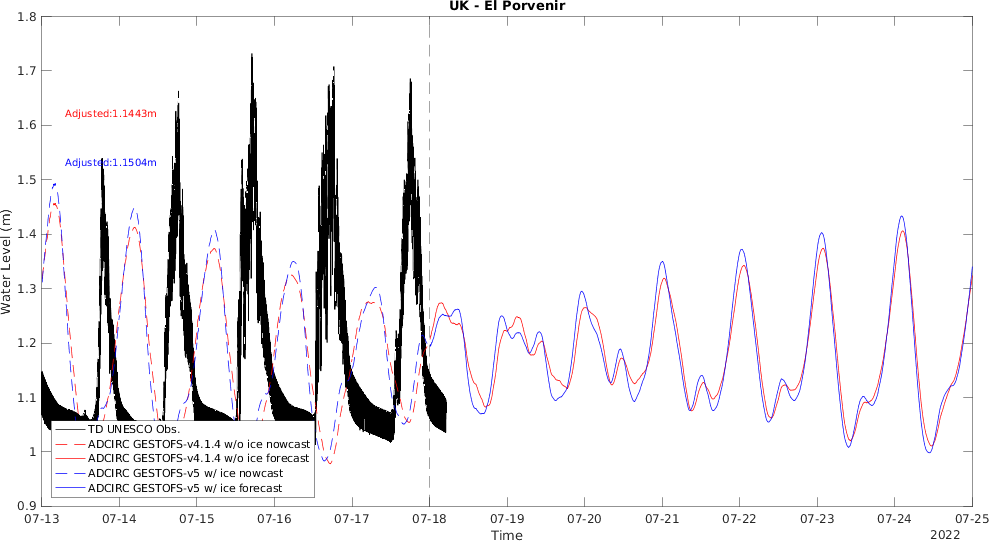 UK - El Porvenir
1.8
1.7
1.6
1.5
1.4
1.3
1.2
1.1
1
0.9
Water Level (m)
Adjusted:1.1443m
Adjusted:1.1504m
TD UNESCO Obs.
ADCIRC GESTOFS-v4.1.4 w/o ice nowcast
ADCIRC GESTOFS-v4.1.4 w/o ice forecast
ADCIRC GESTOFS-v5 w/ ice nowcast
ADCIRC GESTOFS-v5 w/ ice forecast
07-13 07-14 07-15 07-16 07-17 07-18 07-19 07-20 07-21 07-22 07-23 07-24 07-25
Time
2022